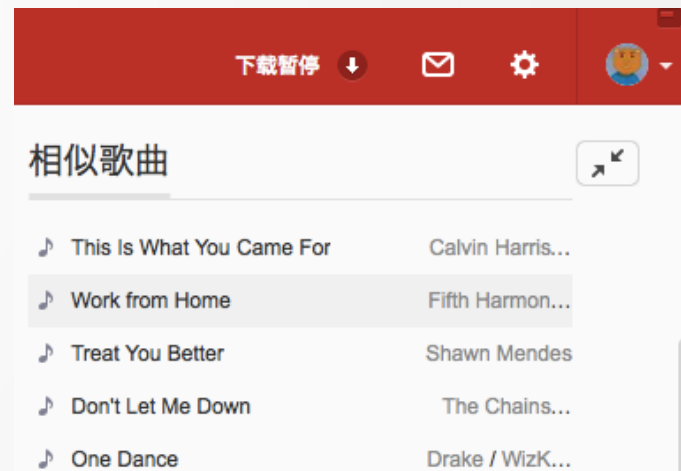 下载暂停
相似歌曲
This Is What You Came For Calvin Harris...
Work from Home Fifth Harmon...
Treat You Better Shawn Mendes
Don't Let Me Down The Chains...
One Dance Drake / WizK...